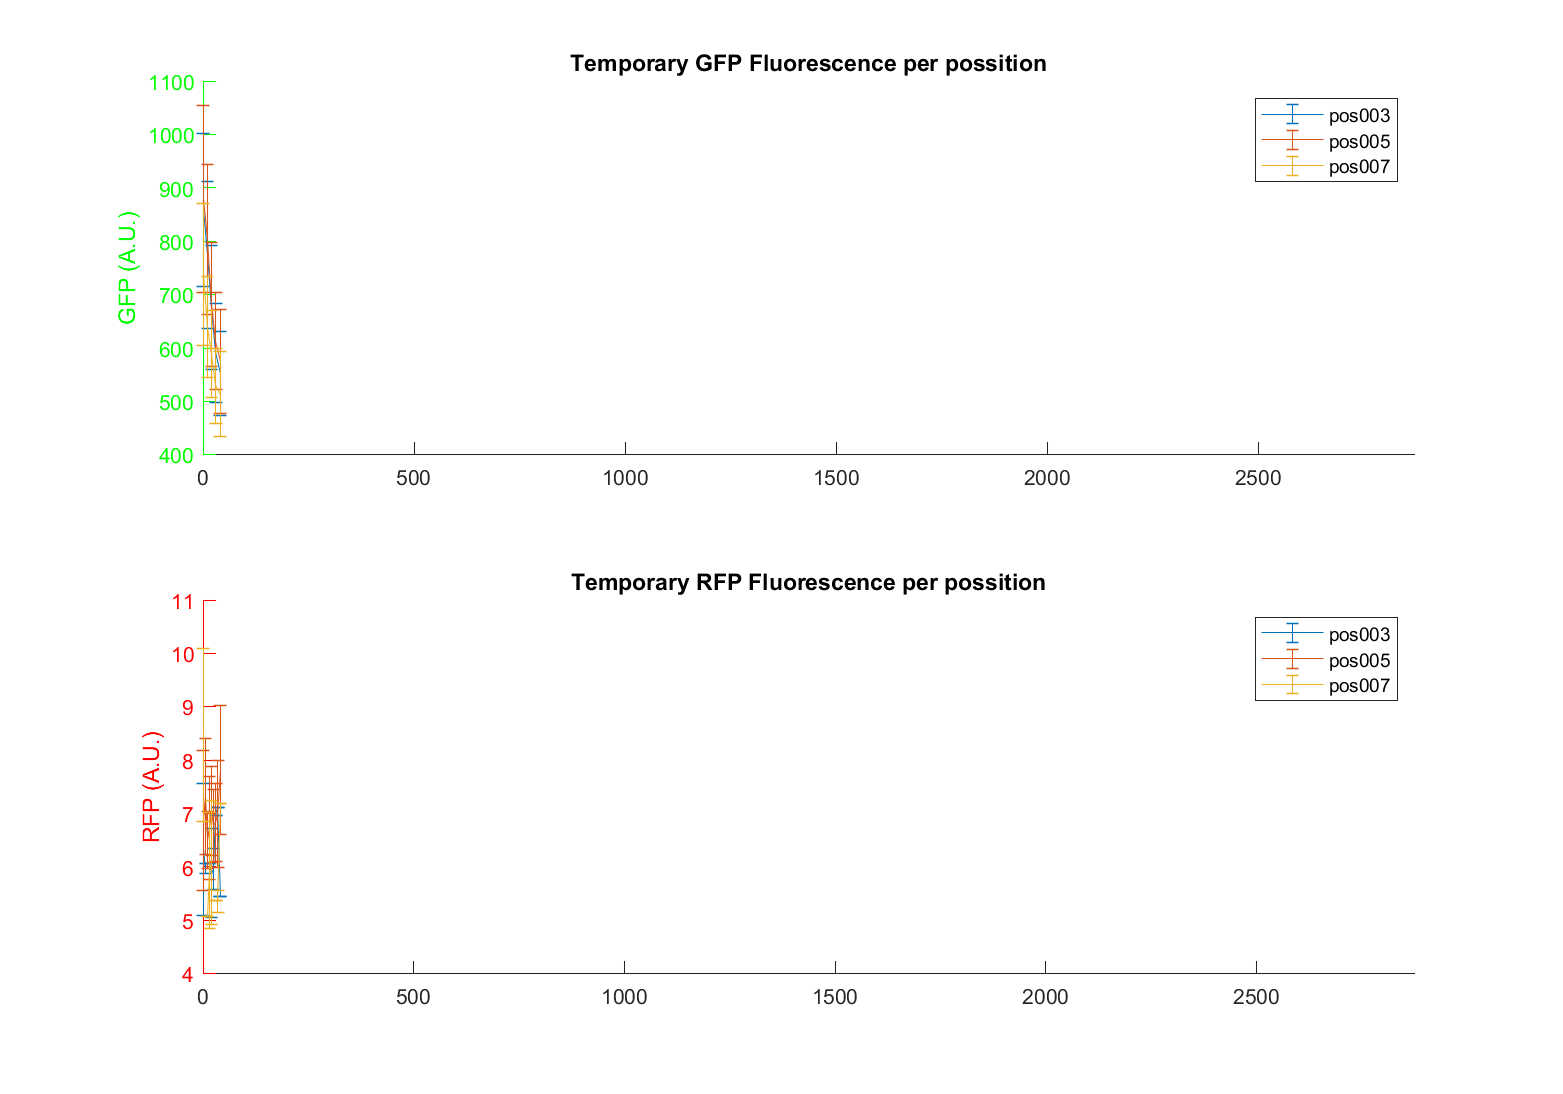 Temporary GFP Fluorescence per possition
1100
1000
900
800
700
600
500
400
GFP (A.U.)
pos003
pos005
pos007
0 500 1000 1500 2000 2500
Temporary RFP Fluorescence per possition
11
10
9
8
7
6
5
4
RFP (A.U.)
pos003
pos005
pos007
0 500 1000 1500 2000 2500